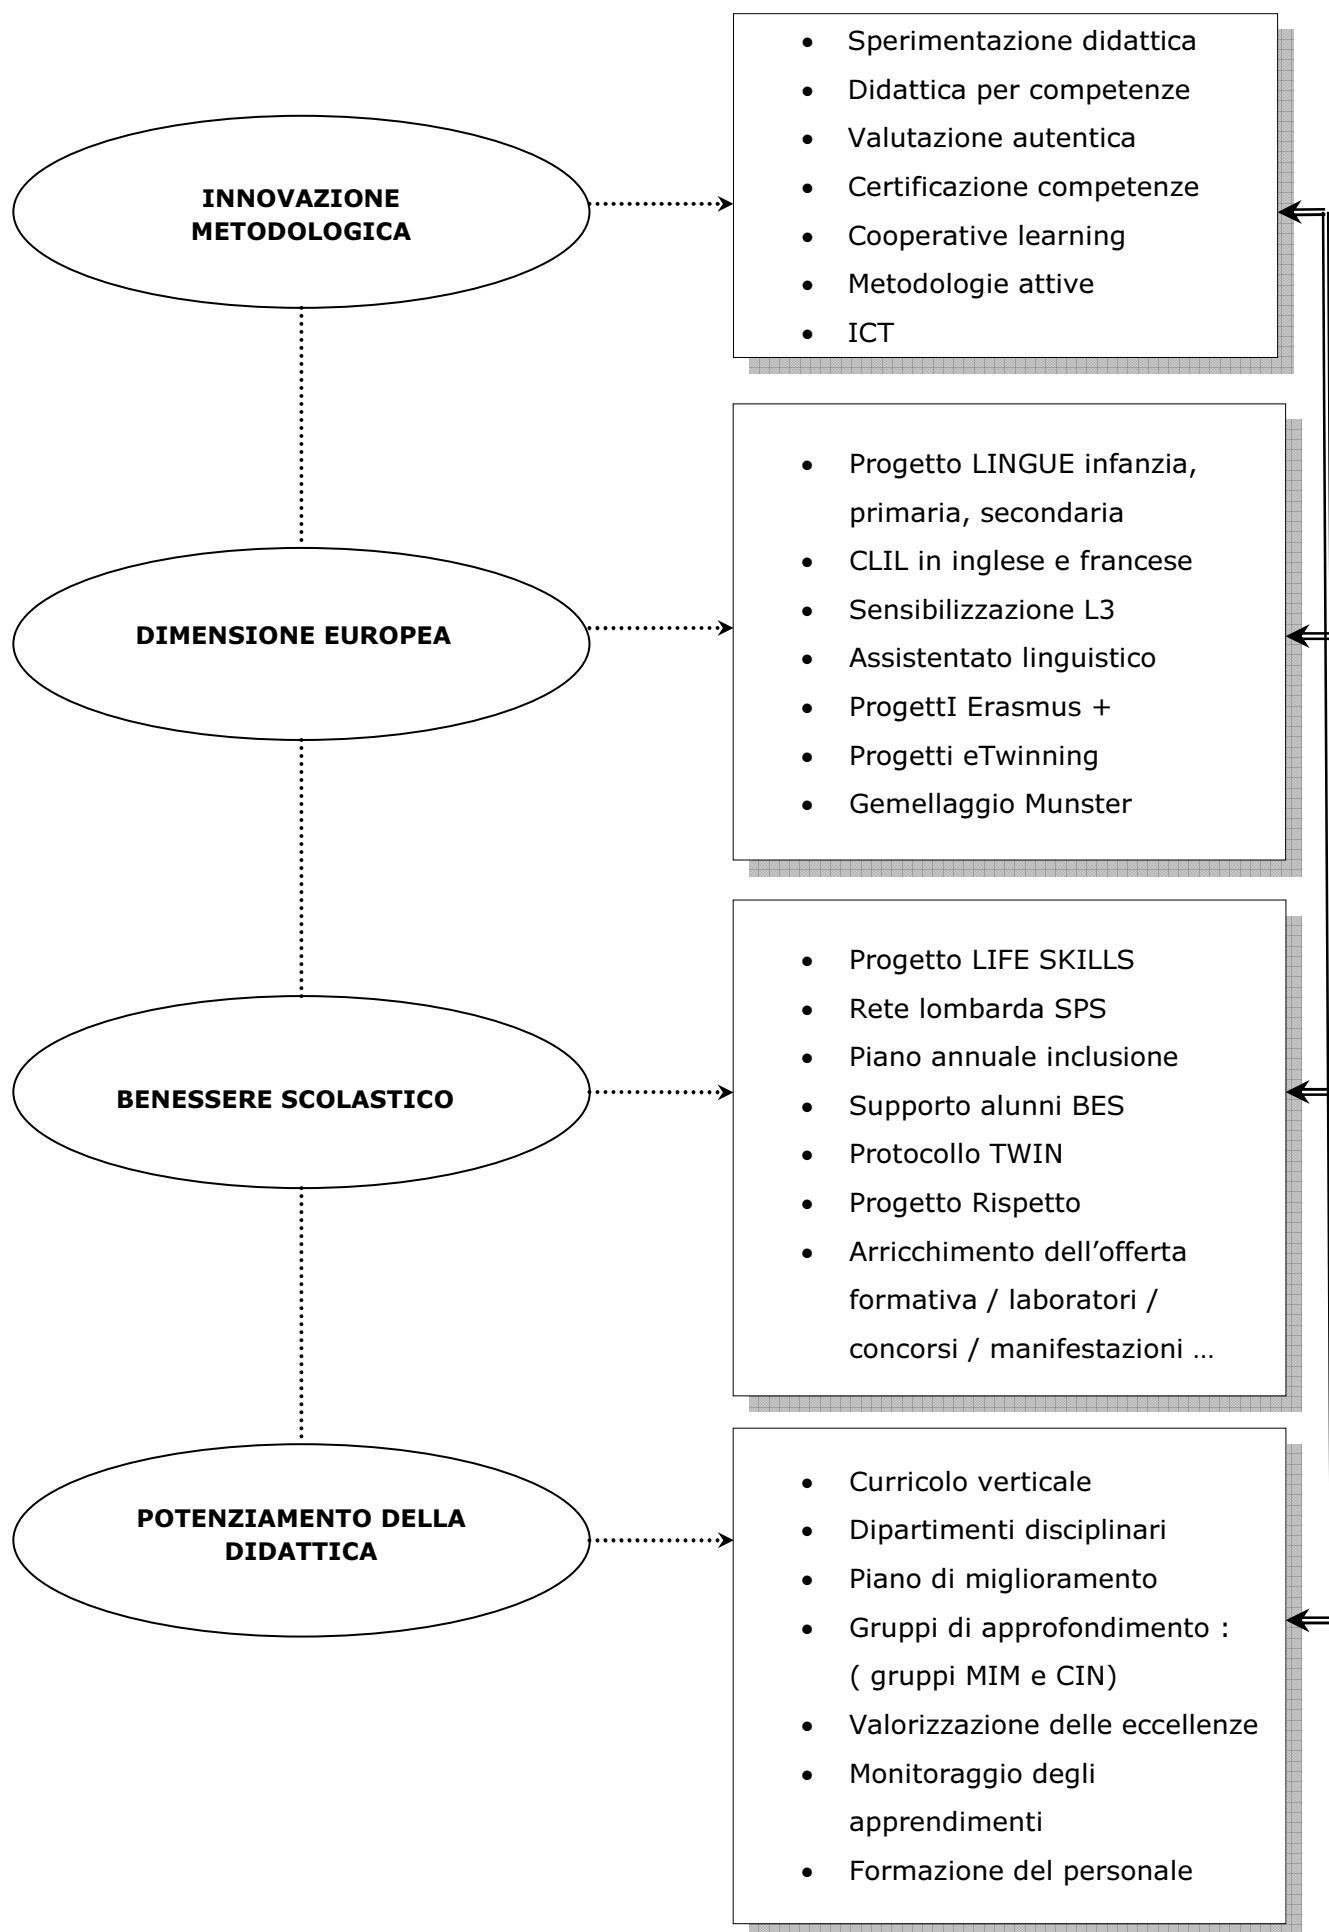 INNOVAZIONE
METODOLOGICA
• Sperimentazione didattica
• Didattica per competenze
• Valutazione autentica
• Certificazione competenze
• Cooperative learning
• Metodologie attive
• ICT
DIMENSIONE EUROPEA
• Progetto LINGUE infanzia,
primaria, secondaria
• CLIL in inglese e francese
• Sensibilizzazione L3
• Assistentato linguistico
• ProgettI Erasmus +
• Progetti eTwinning
• Gemellaggio Munster
BENESSERE SCOLASTICO
• Progetto LIFE SKILLS
• Rete lombarda SPS
• Piano annuale inclusione
• Supporto alunni BES
• Protocollo TWIN
• Progetto Rispetto
• Arricchimento dell’offerta
formativa / laboratori /
concorsi / manifestazioni …
POTENZIAMENTO DELLA
DIDATTICA
• Curricolo verticale
• Dipartimenti disciplinari
• Piano di miglioramento
• Gruppi di approfondimento :
( gruppi MIM e CIN)
• Valorizzazione delle eccellenze
• Monitoraggio degli
apprendimenti
• Formazione del personale